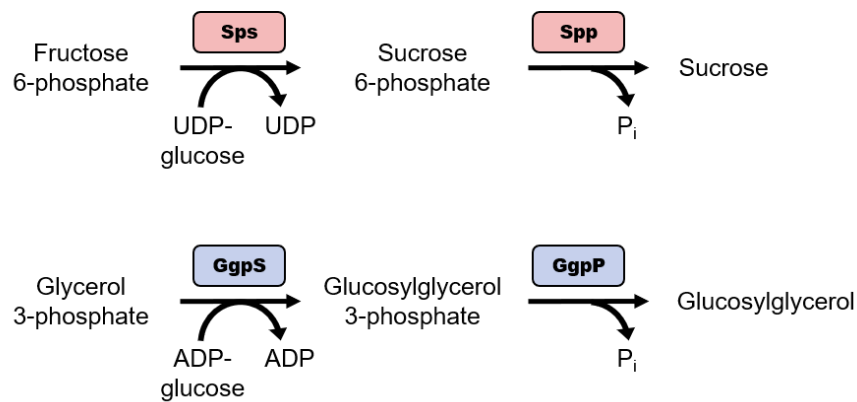 Sps
Spp
Fructose
6-phosphate
Sucrose
6-phosphate
Sucrose
UDP-
glucose
UDP
Pi
GgpS
GgpP
Glycerol
3-phosphate
Glucosylglycerol
3-phosphate
Glucosylglycerol
ADP-
glucose
ADP
Pi